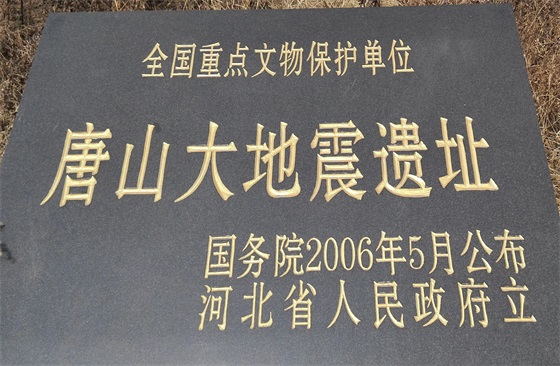 全国重点文物保护单位
唐山大地震遗址
国务院2006年5月公布
河北省人民政府立